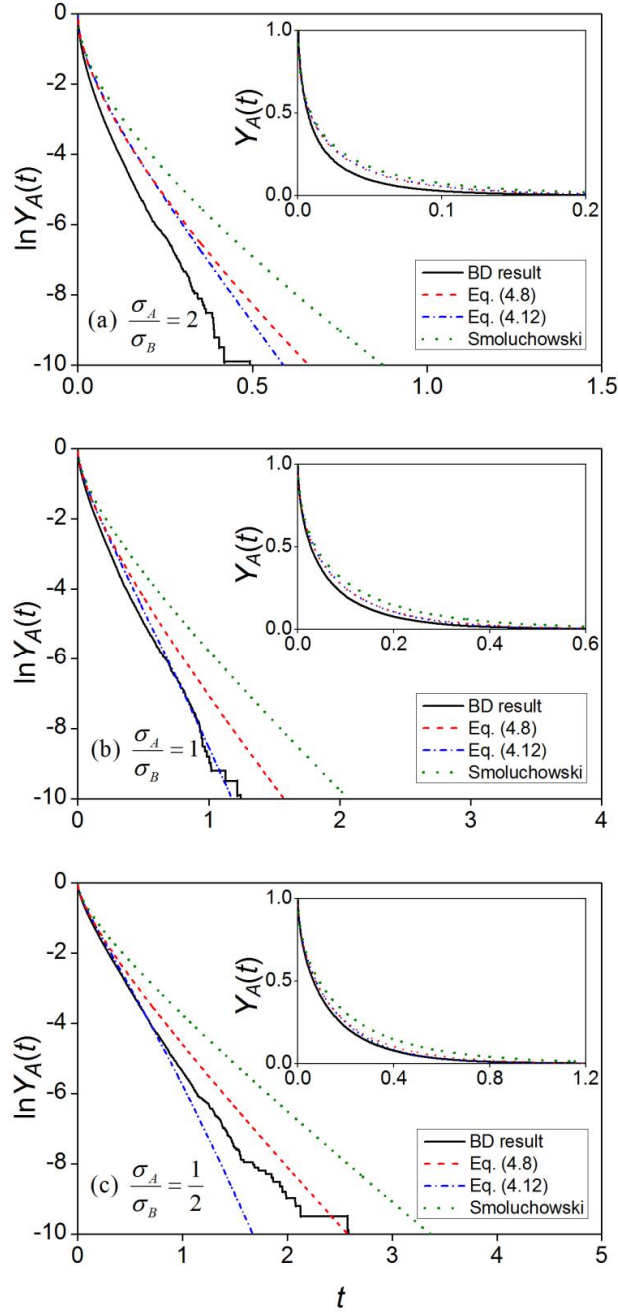 0
-2
-4
-6
-8
-10
lnY_A(t)
0.0
0.5
1.0
1.5
1.0
0.5
0.0
Y_A(t)
0.0
0.1
0.2
BD result
Eq. (4.8)
Eq. (4.12)
Smoluchowski
(a) σ_A/σ_B = 2
0
-2
-4
-6
-8
-10
lnY_A(t)
0
1
2
3
4
1.0
0.5
0.0
Y_A(t)
0.0
0.2
0.4
0.6
BD result
Eq. (4.8)
Eq. (4.12)
Smoluchowski
(b) σ_A/σ_B = 1
0
-2
-4
-6
-8
-10
lnY_A(t)
0
1
2
3
4
5
t
1.0
0.5
0.0
Y_A(t)
0.0
0.4
0.8
1.2
BD result
Eq. (4.8)
Eq. (4.12)
Smoluchowski
(c) σ_A/σ_B = 1/2